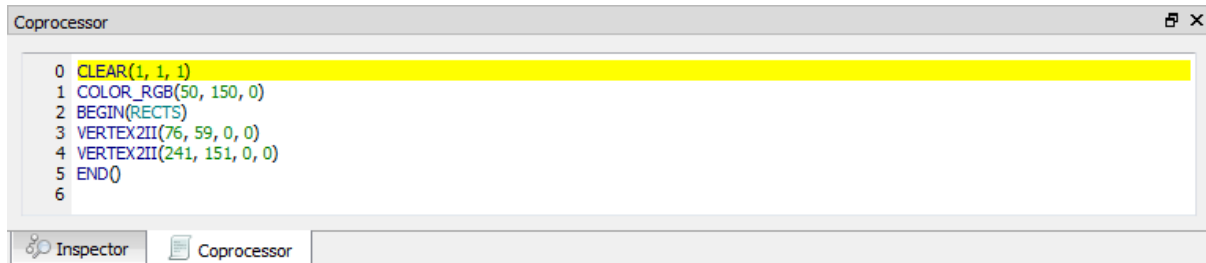 Coprocessor
0 CLEAR(1, 1, 1)
1 COLOR_RGB(50, 150, 0)
2 BEGIN(RECTS)
3 VERTEX2II(76, 59, 0, 0)
4 VERTEX2II(241, 151, 0, 0)
5 END()
6
Inspector Coprocessor